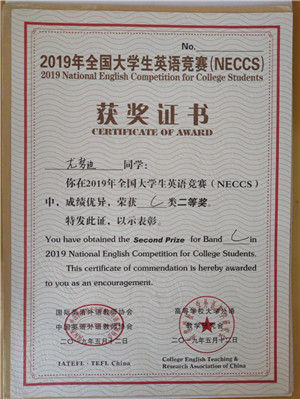 No.
2019年全国大学生英语竞赛(NECCS)
2019 National English Competition for College Students
获奖证书
CERTIFICATE OF AWARD
同学:
你在2019年全国大学生英语竞赛(NECCS)
中,成绩优异,荣获 C 类二等奖。
特发此证,以示表彰。
You have obtained the Second Prize for Band C in
2019 National English Competition for College Students.
This certificate of commendation is hereby awarded
to you as an encouragement.
国际英语外语教师协会 高等学校大学外语
中国英语外语教师协会 教学研究会
二〇一九年五月十二日 二〇一九年五月十二日
IATEFL · TEFL China College English Teaching &
Research Association of China